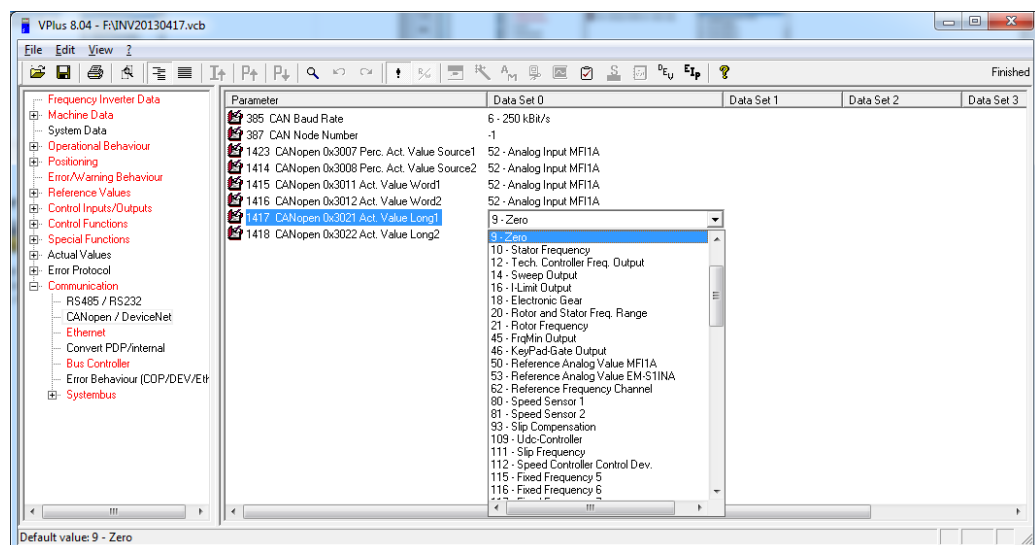 VPlus 8.04 - F:\INV20130417.vcb
File Edit View ?
Finished
Frequency Inverter Data
Machine Data
System Data
Operational Behaviour
Positioning
Error/Warning Behaviour
Reference Values
Control Inputs/Outputs
Control Functions
Special Functions
Actual Values
Error Protocol
Communication
RS485 / RS232
CANopen / DeviceNet
Ethernet
Convert PDP/internal
Bus Controller
Error Behaviour (COP/DEV/Eth
Systembus
Parameter Data Set 0 Data Set 1 Data Set 2 Data Set 3
385 CAN Baud Rate 6 - 250 kBit/s
387 CAN Node Number -1
1423 CANopen 0x3007 Perc. Act. Value Source1 52 - Analog Input MFI1A
1414 CANopen 0x3008 Perc. Act. Value Source2 52 - Analog Input MFI1A
1415 CANopen 0x3011 Act. Value Word1 52 - Analog Input MFI1A
1416 CANopen 0x3012 Act. Value Word2 52 - Analog Input MFI1A
1417 CANopen 0x3021 Act. Value Long1 9 - Zero
1418 CANopen 0x3022 Act. Value Long2
9 - Zero
10 - Stator Frequency
12 - Tech. Controller Freq. Output
14 - Sweep Output
16 - I-Limit Output
18 - Electronic Gear
20 - Rotor and Stator Freq. Range
21 - Rotor Frequency
45 - FrqMin Output
46 - KeyPad-Gate Output
50 - Reference Analog Value MFI1A
53 - Reference Analog Value EM-S1INA
62 - Reference Frequency Channel
80 - Speed Sensor 1
81 - Speed Sensor 2
93 - Slip Compensation
109 - Udc-Controller
111 - Slip Frequency
112 - Speed Controller Control Dev.
115 - Fixed Frequency 5
116 - Fixed Frequency 6
Default value: 9 - Zero